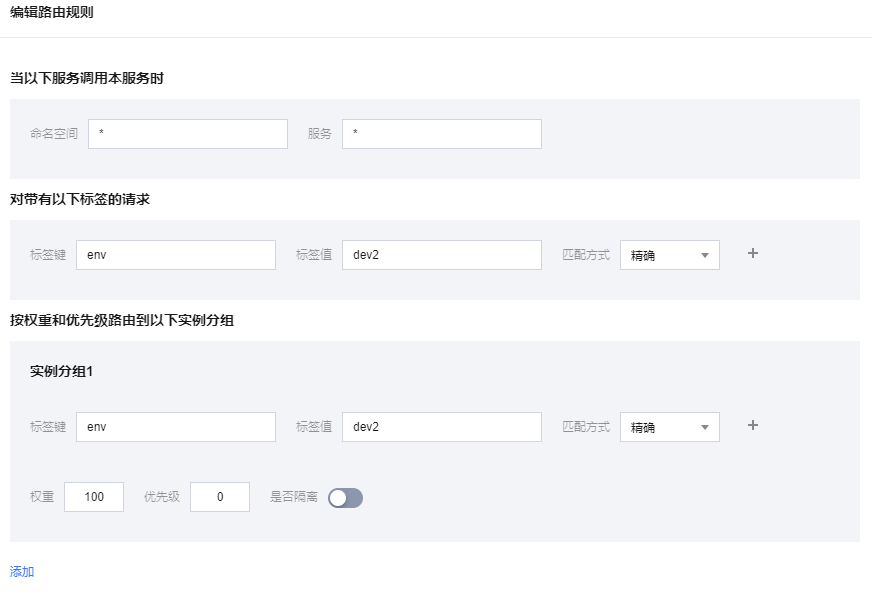 编辑路由规则
当以下服务调用本服务时
命名空间 * 服务 *
对带有以下标签的请求
标签键 env 标签值 dev2 匹配方式 精确 +
按权重和优先级路由到以下实例分组
实例分组1
标签键 env 标签值 dev2 匹配方式 精确 +
权重 100 优先级 0 是否隔离
添加